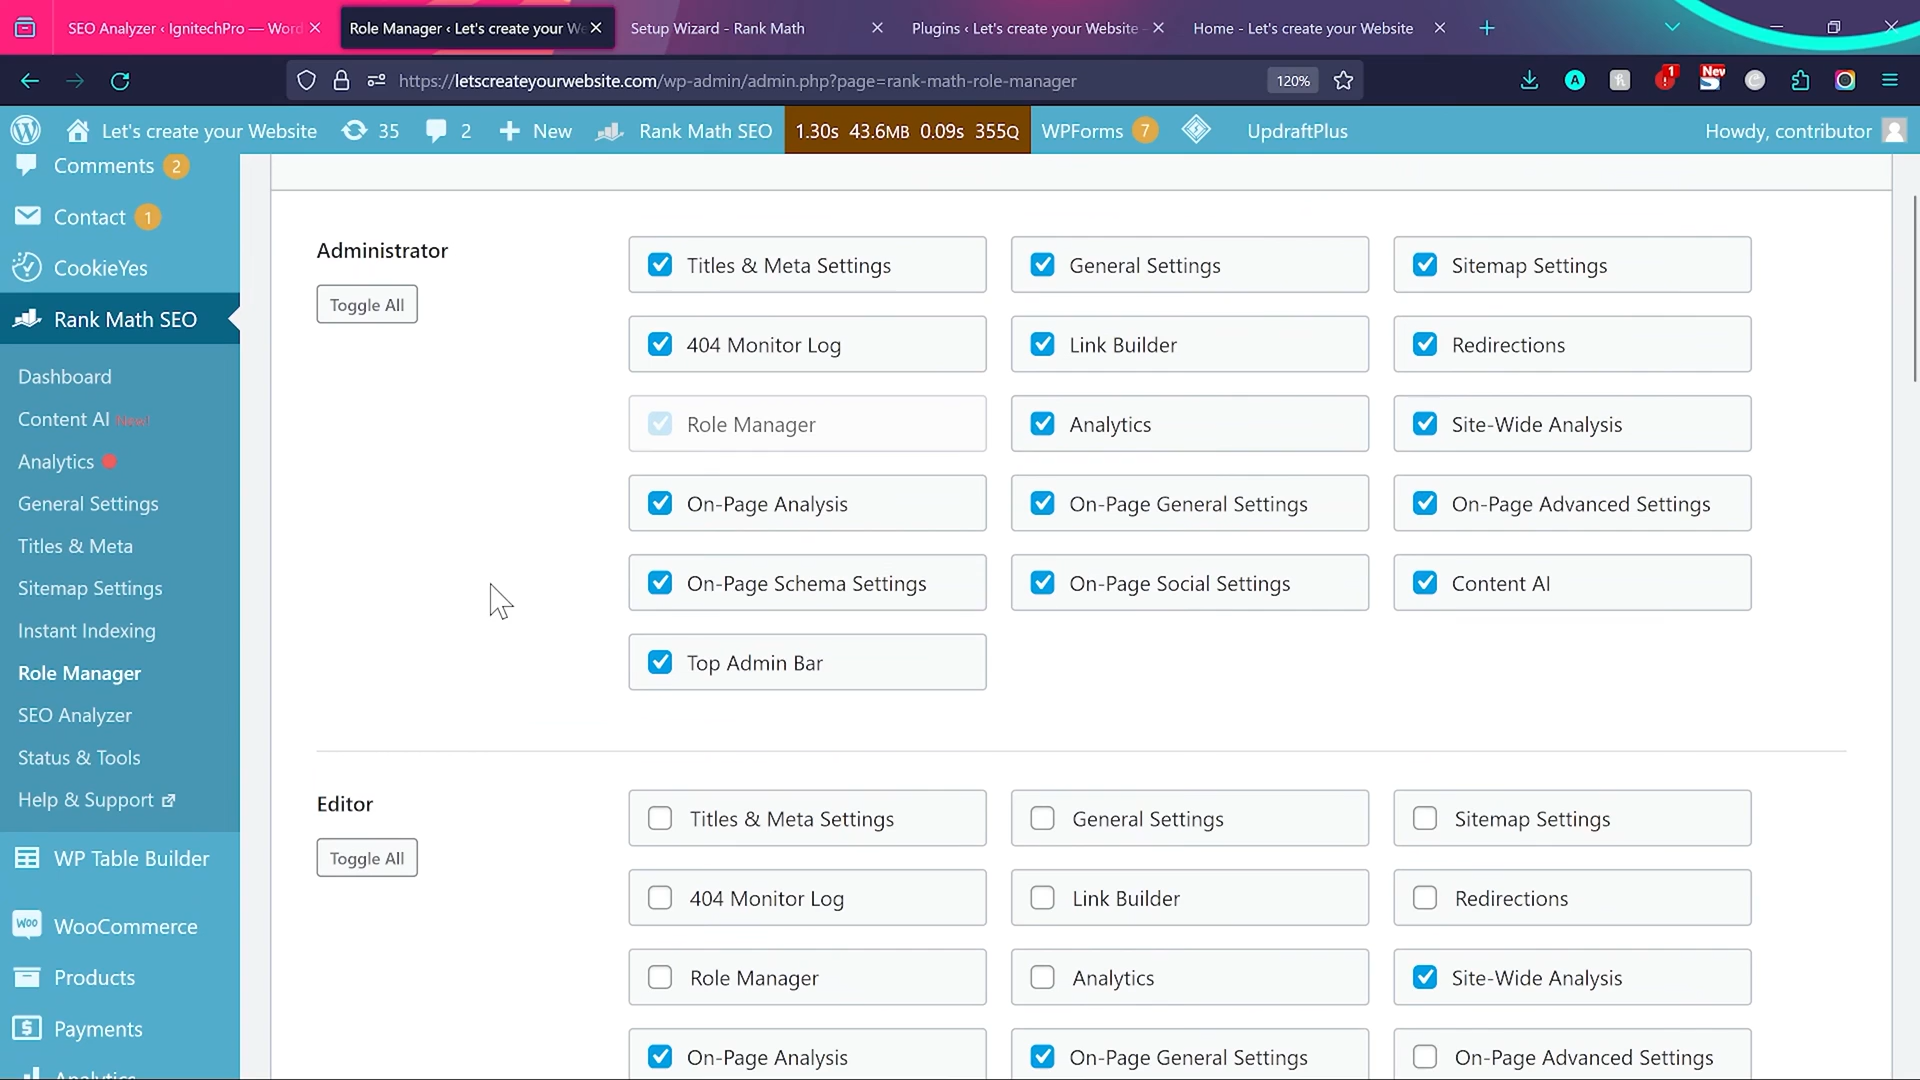 SEO Analyzer ‹ IgnitechPro — Word
Role Manager ‹ Let's create your We
Setup Wizard - Rank Math
Plugins ‹ Let's create your Website
Home - Let's create your Website
https://letscreateyourwebsite.com/wp-admin/admin.php?page=rank-math-role-manager
120%
1
New
Let's create your Website
35
2
New
Rank Math SEO
1.30s 43.6MB 0.09s 355Q
WPForms 7
UpdraftPlus
Howdy, contributor
Comments 2
Contact 1
CookieYes
Rank Math SEO
Dashboard
Content AI New!
Analytics
General Settings
Titles & Meta
Sitemap Settings
Instant Indexing
Role Manager
SEO Analyzer
Status & Tools
Help & Support
WP Table Builder
WooCommerce
Products
Payments
Analytics
Administrator
Toggle All
Titles & Meta Settings
General Settings
Sitemap Settings
404 Monitor Log
Link Builder
Redirections
Role Manager
Analytics
Site-Wide Analysis
On-Page Analysis
On-Page General Settings
On-Page Advanced Settings
On-Page Schema Settings
On-Page Social Settings
Content AI
Top Admin Bar
Editor
Toggle All
Titles & Meta Settings
General Settings
Sitemap Settings
404 Monitor Log
Link Builder
Redirections
Role Manager
Analytics
Site-Wide Analysis
On-Page Analysis
On-Page General Settings
On-Page Advanced Settings